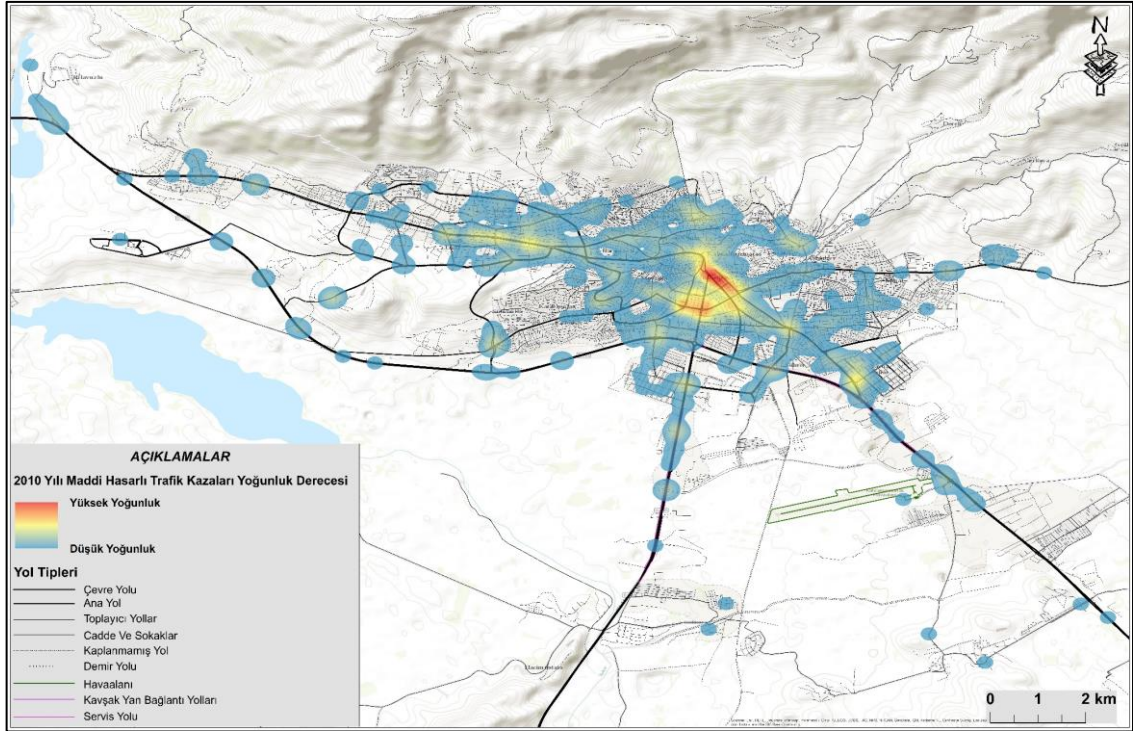 N
AÇIKLAMALAR
2010 Yılı Maddi Hasarlı Trafik Kazaları Yoğunluk Derecesi
Yüksek Yoğunluk
Düşük Yoğunluk
Yol Tipleri
Çevre Yolu
Ana Yol
Toplayıcı Yollar
Cadde Ve Sokaklar
Kaplanmamış Yol
Demir Yolu
Havaalanı
Kavşak Yan Bağlantı Yolları
Servis Yolu
0 1 2 km